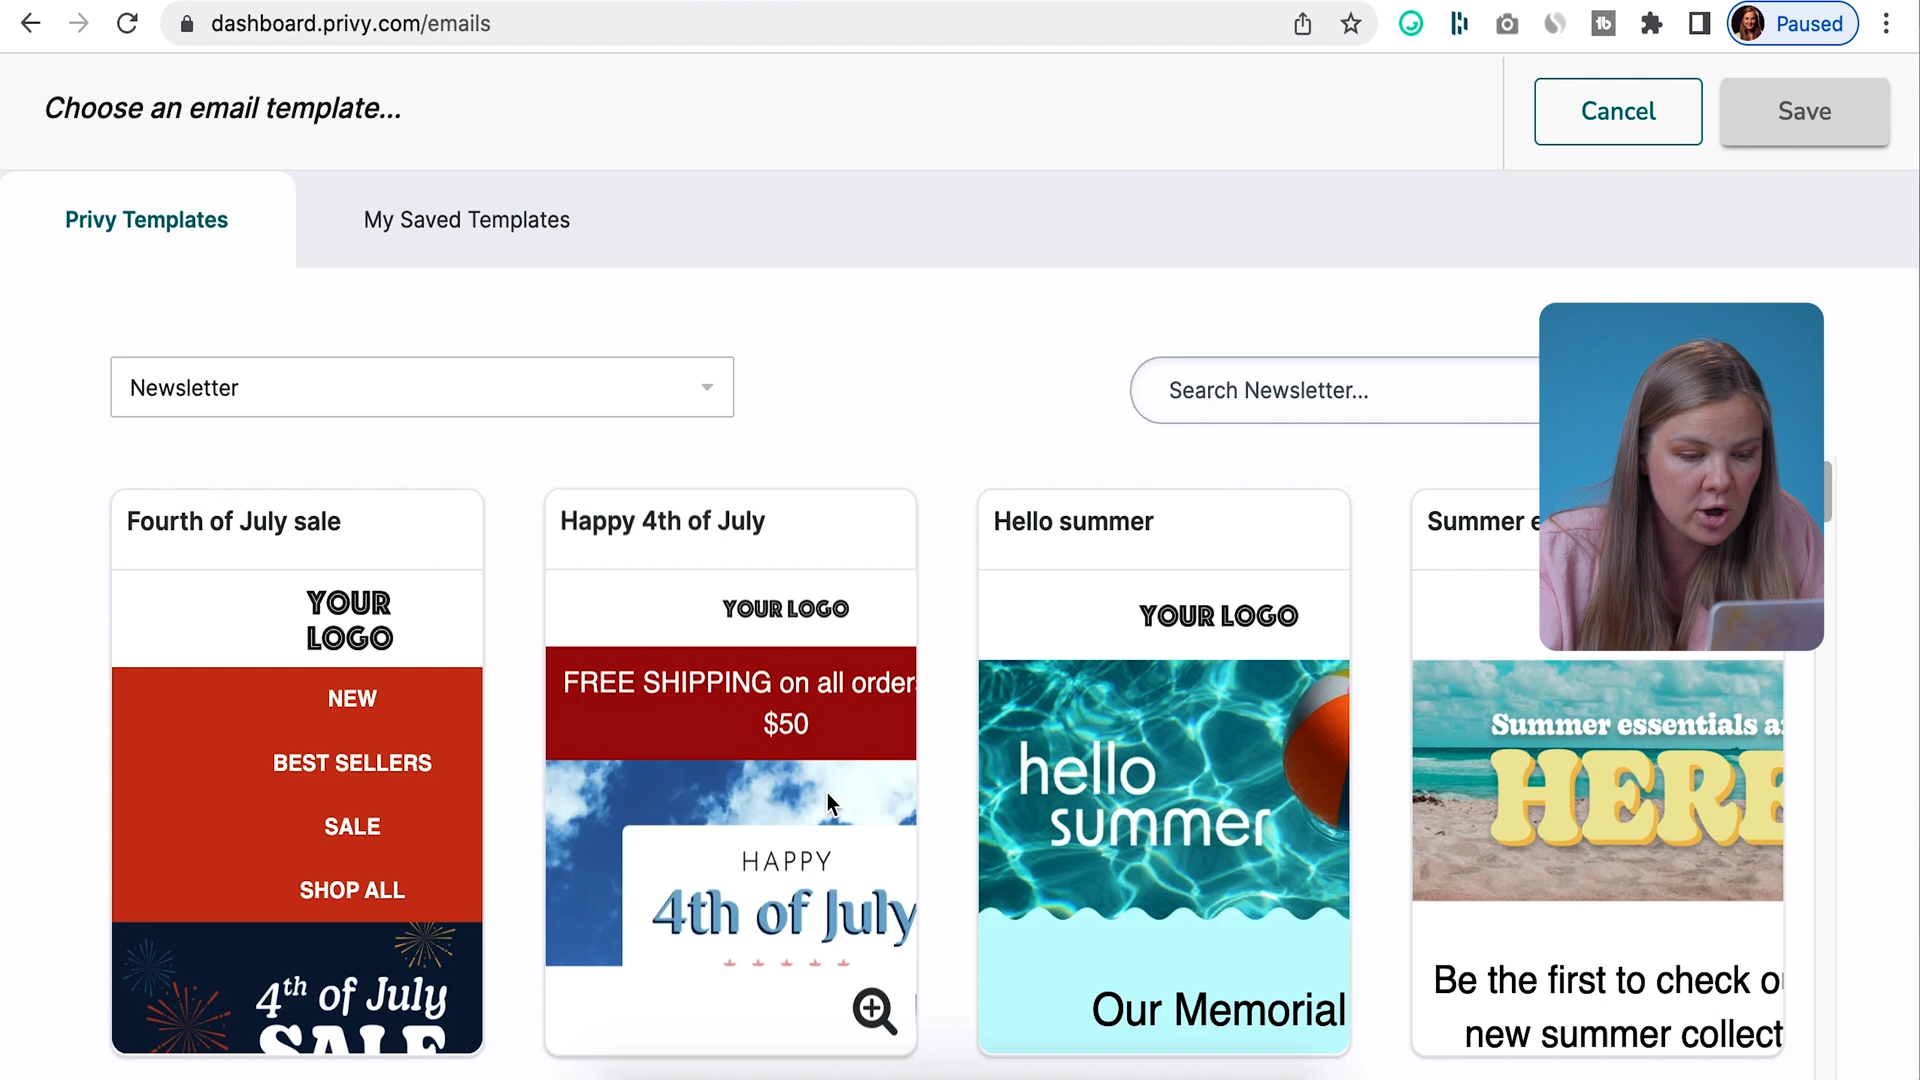 dashboard.privy.com/emails
Paused
Choose an email template...
Cancel
Save
Privy Templates
My Saved Templates
Newsletter
Search Newsletter...
Fourth of July sale
YOUR
LOGO
NEW
BEST SELLERS
SALE
SHOP ALL
4th of July
SALE
Happy 4th of July
YOUR LOGO
FREE SHIPPING on all order
$50
HAPPY
4th of July
Hello summer
YOUR LOGO
hello
summer
Our Memorial
Summer e
Summer essentials a
HERE
Be the first to check o
new summer collect